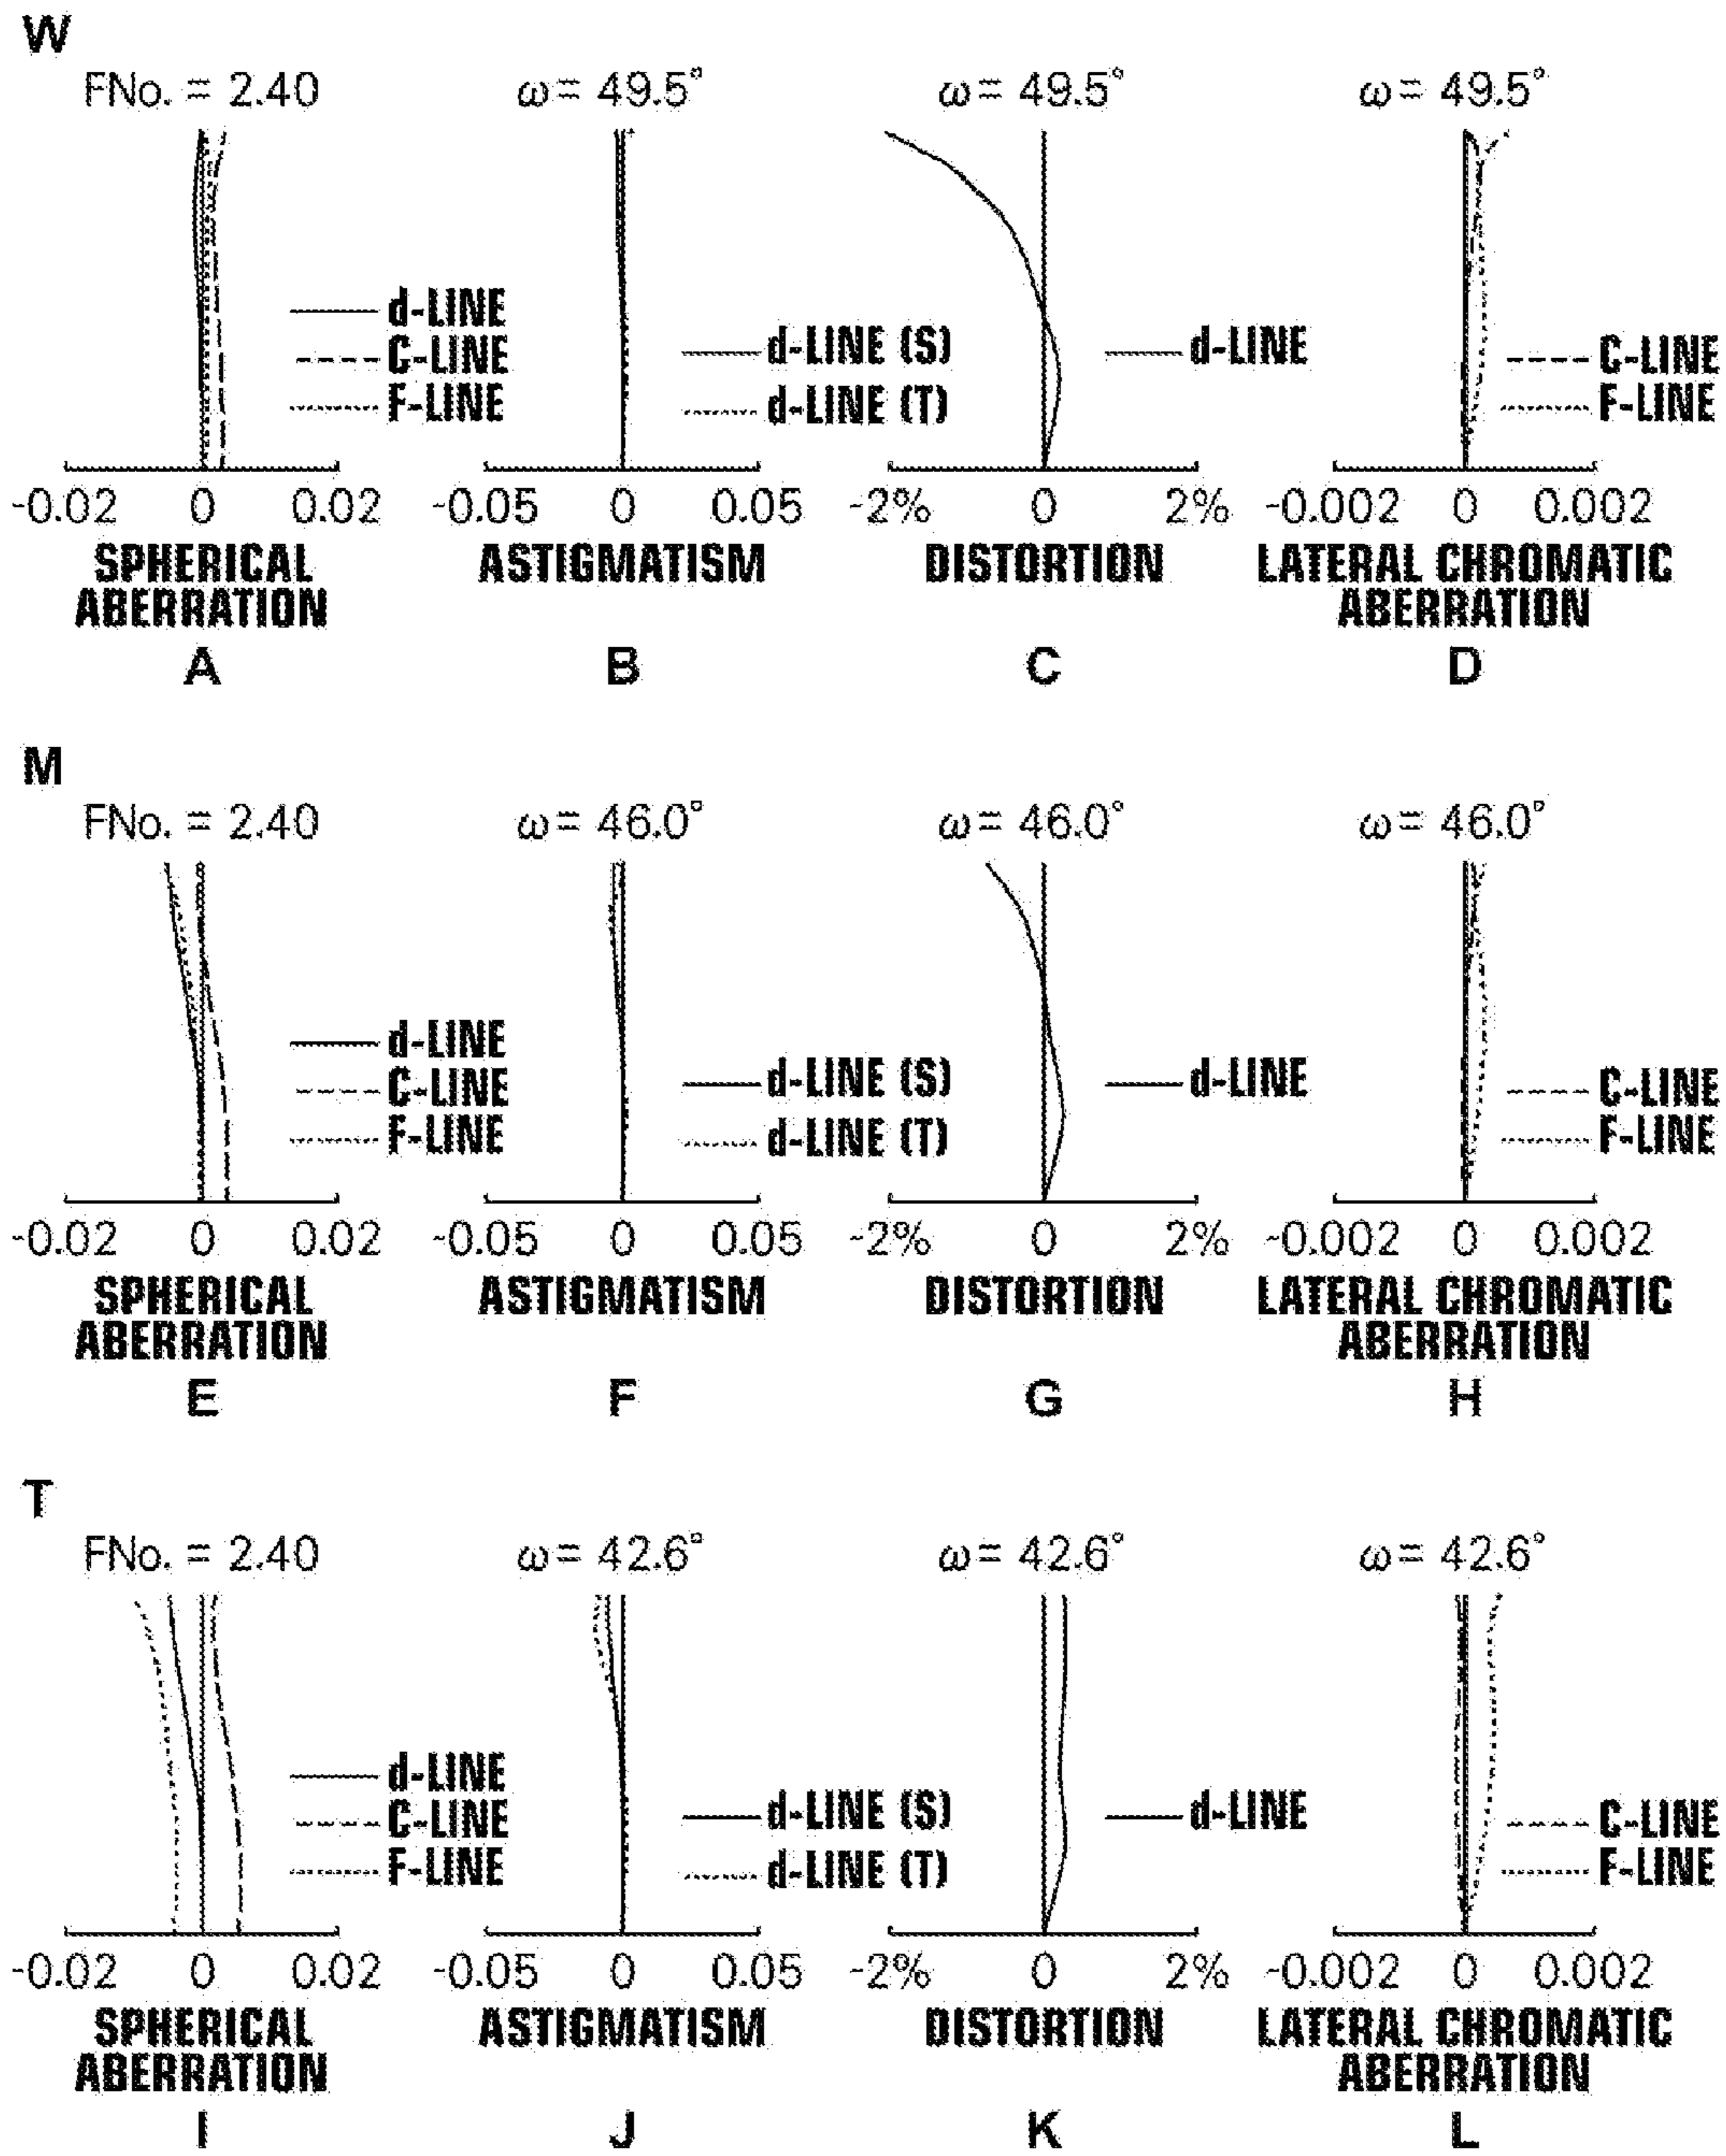 W
FNo. = 2.40 ω= 49.5° ω= 49.5° ω= 49.5°
d-LINE
C-LINE
F-LINE
d-LINE (S)
d-LINE (T)
d-LINE
C-LINE
F-LINE
-0.02 0 0.02 -0.05 0 0.05 -2% 0 2% -0.002 0 0.002
SPHERICAL
ABERRATION
ASTIGMATISM
DISTORTION
LATERAL CHROMATIC
ABERRATION
A B C D
M
FNo. = 2.40 ω= 46.0° ω= 46.0° ω= 46.0°
d-LINE
C-LINE
F-LINE
d-LINE (S)
d-LINE (T)
d-LINE
C-LINE
F-LINE
-0.02 0 0.02 -0.05 0 0.05 -2% 0 2% -0.002 0 0.002
SPHERICAL
ABERRATION
ASTIGMATISM
DISTORTION
LATERAL CHROMATIC
ABERRATION
E F G H
T
FNo. = 2.40 ω= 42.6° ω= 42.6° ω= 42.6°
d-LINE
C-LINE
F-LINE
d-LINE (S)
d-LINE (T)
d-LINE
C-LINE
F-LINE
-0.02 0 0.02 -0.05 0 0.05 -2% 0 2% -0.002 0 0.002
SPHERICAL
ABERRATION
ASTIGMATISM
DISTORTION
LATERAL CHROMATIC
ABERRATION
I J K L